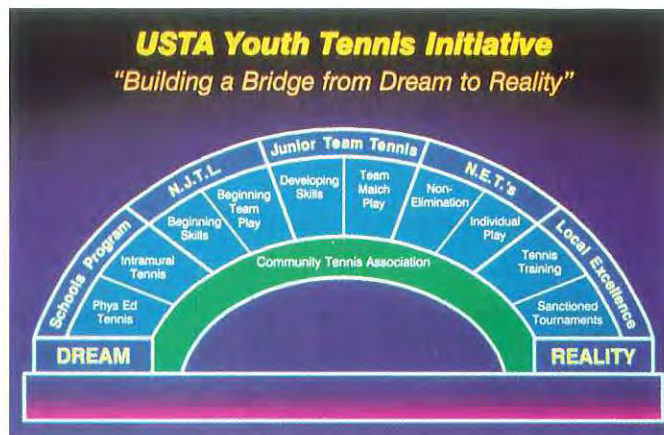 USTA Youth Tennis Initiative
"Building a Bridge from Dream to Reality"
Schools Program
N.J.T.L.
Junior Team Tennis
N.E.T.'s
Local Excellence
Phys Ed
Tennis
Intramural
Tennis
Beginning
Skills
Beginning
Team
Play
Developing
Skills
Team
Match
Play
Non-
Elimination
Individual
Play
Tennis
Training
Sanctioned
Tournaments
Community Tennis Association
DREAM
REALITY